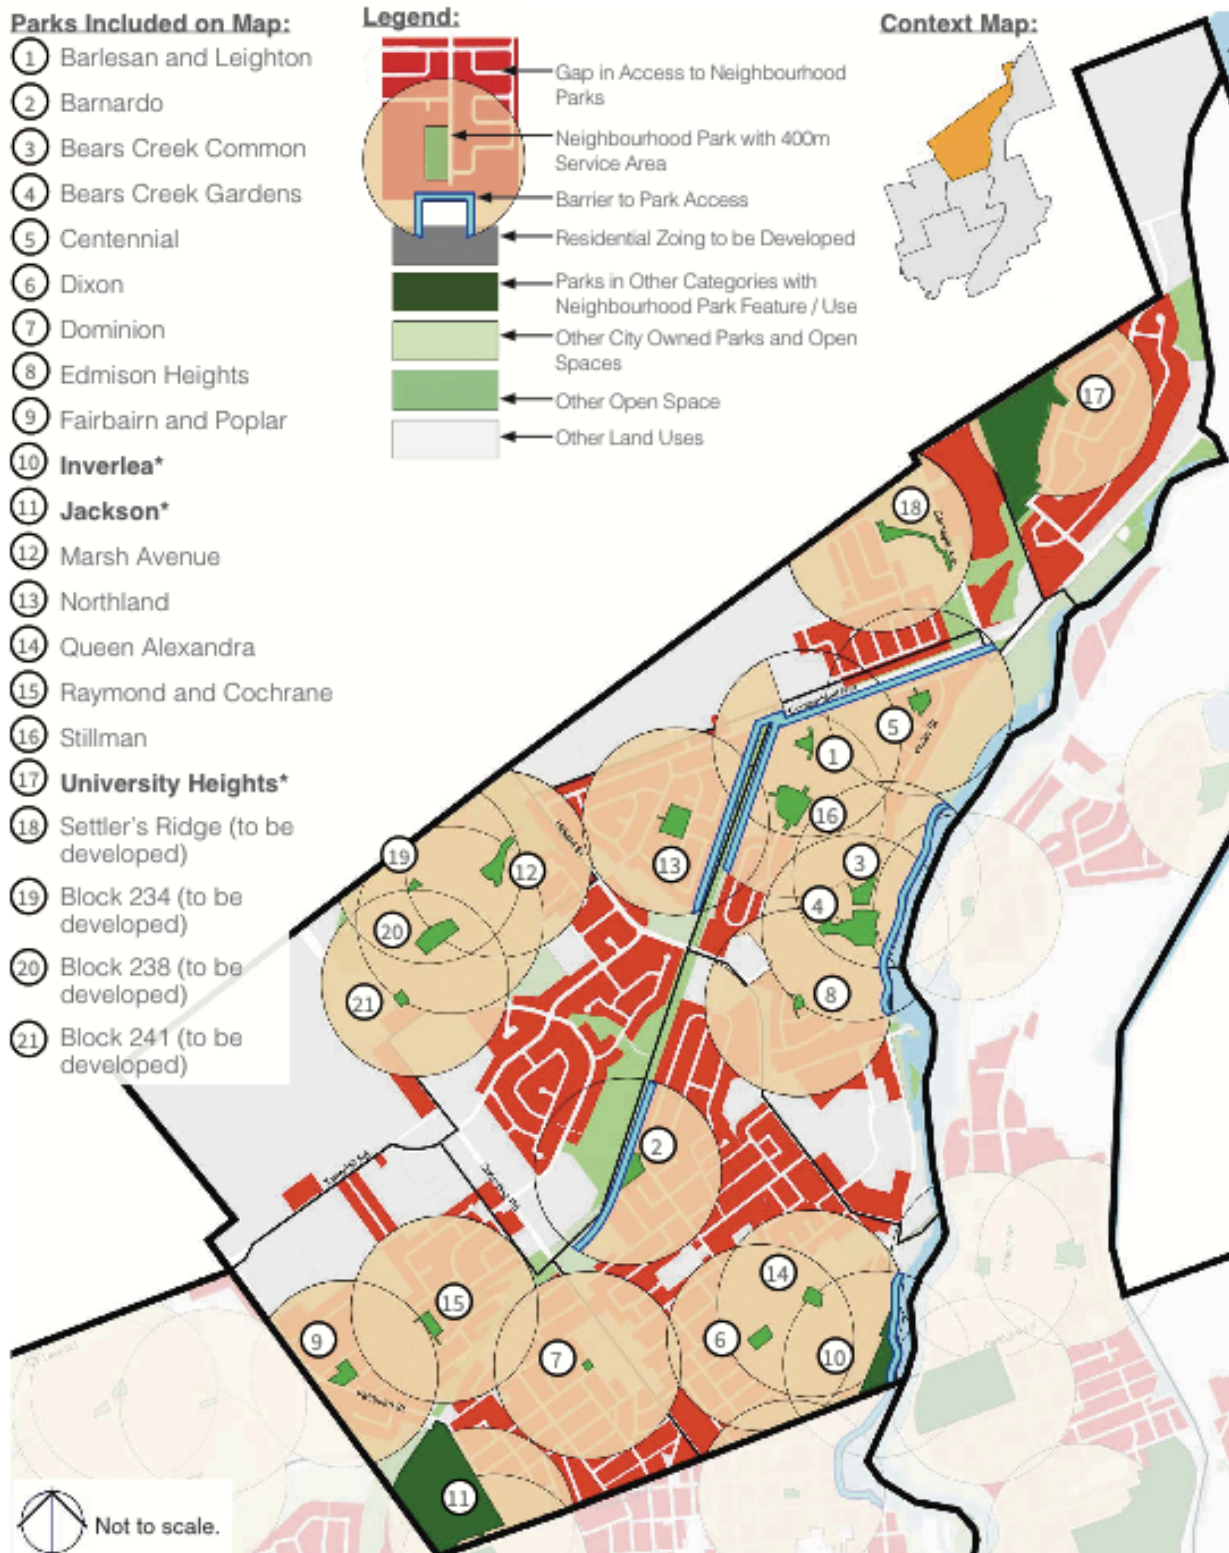 Parks Included on Map:
1 Barlesan and Leighton
2 Barnardo
3 Bears Creek Common
4 Bears Creek Gardens
5 Centennial
6 Dixon
7 Dominion
8 Edmison Heights
9 Fairbairn and Poplar
10 Inverlea*
11 Jackson*
12 Marsh Avenue
13 Northland
14 Queen Alexandra
15 Raymond and Cochrane
16 Stillman
17 University Heights*
18 Settler's Ridge (to be
developed)
19 Block 234 (to be
developed)
20 Block 238 (to be
developed)
21 Block 241 (to be
developed)
Legend:
Gap in Access to Neighbourhood
Parks
Neighbourhood Park with 400m
Service Area
Barrier to Park Access
Residential Zoing to be Developed
Parks in Other Categories with
Neighbourhood Park Feature / Use
Other City Owned Parks and Open
Spaces
Other Open Space
Other Land Uses
Context Map:
17
18
5
1
16
13
3
4
19
12
20
21
8
2
14
15
6
9
7
10
11
Not to scale.